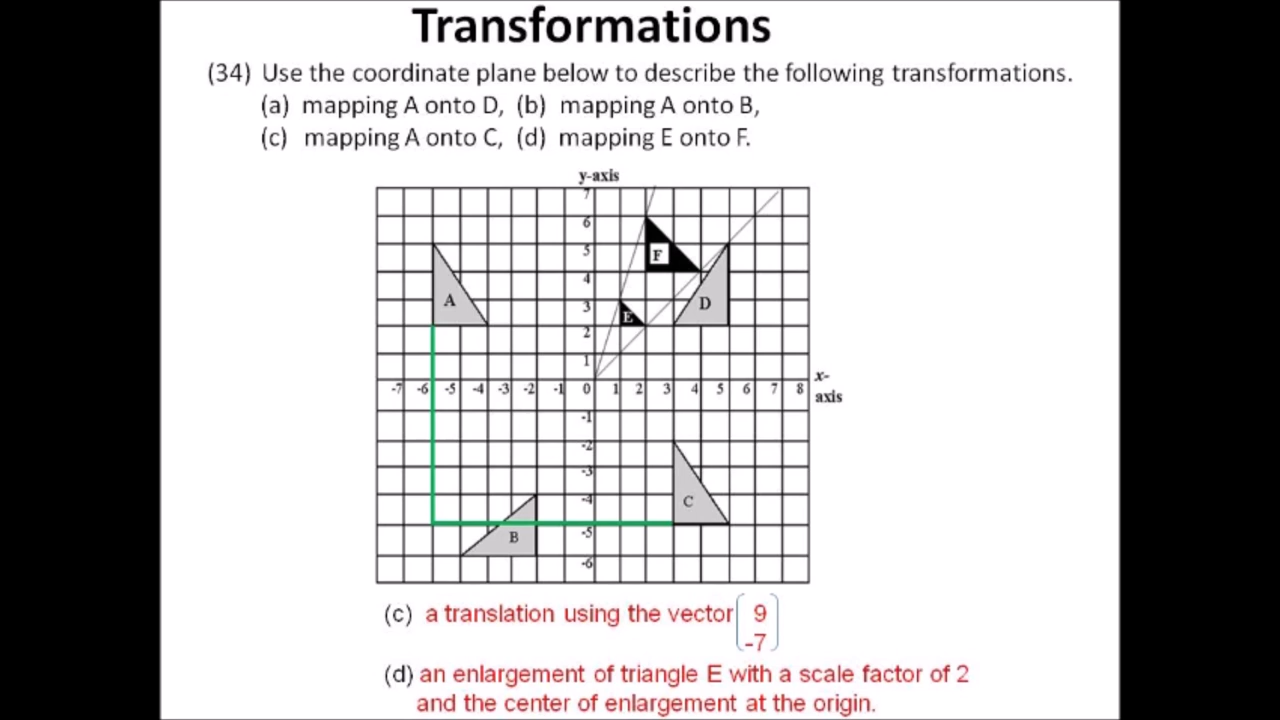 Transformations
(34) Use the coordinate plane below to describe the following transformations.
(a) mapping A onto D, (b) mapping A onto B,
(c) mapping A onto C, (d) mapping E onto F.
y-axis
7
6
5
4
3
2
1
F
A
D
E
-7 -6 -5 -4 -3 -2 -1 0 1 2 3 4 5 6 7 8
x-
axis
-1
-2
-3
-4
-5
-6
C
B
(c) a translation using the vector 9
-7
(d) an enlargement of triangle E with a scale factor of 2
and the center of enlargement at the origin.